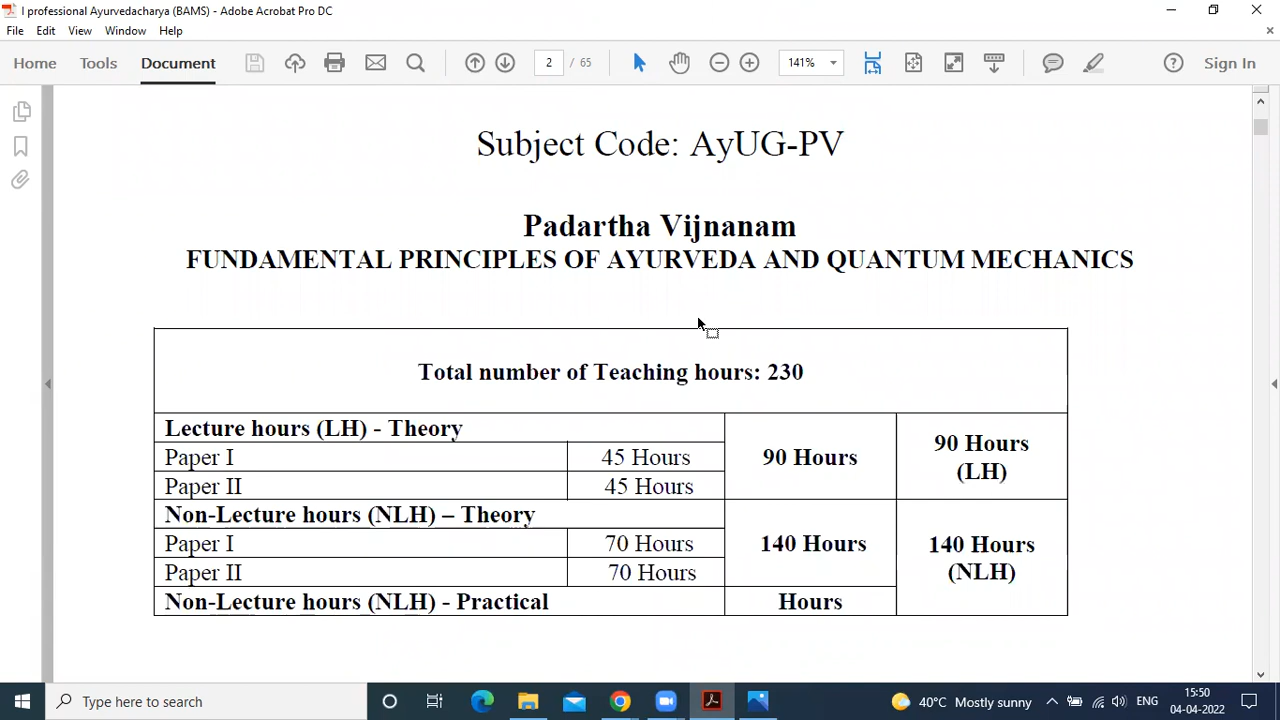 I professional Ayurvedacharya (BAMS) - Adobe Acrobat Pro DC
File Edit View Window Help
Home Tools Document 2 / 65 141% Sign In
Subject Code: AyUG-PV
Padartha Vijnanam
FUNDAMENTAL PRINCIPLES OF AYURVEDA AND QUANTUM MECHANICS
Total number of Teaching hours: 230
Lecture hours (LH) - Theory
Paper I 45 Hours
Paper II 45 Hours
90 Hours
90 Hours
(LH)
Non-Lecture hours (NLH) – Theory
Paper I 70 Hours
Paper II 70 Hours
140 Hours
140 Hours
(NLH)
Non-Lecture hours (NLH) - Practical Hours
Type here to search
40°C Mostly sunny
ENG
15:50
04-04-2022